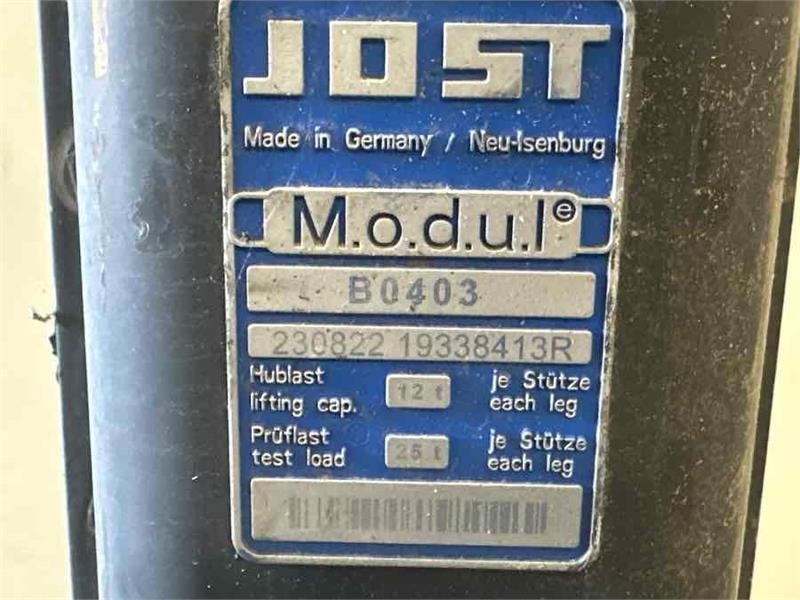 JOST
Made in Germany / Neu-Isenburg
M.o.d.u.l e
B0403
230822 19338413R
Hublast 12 t je Stütze
lifting cap. each leg
Prüflast 25 t je Stütze
test load each leg